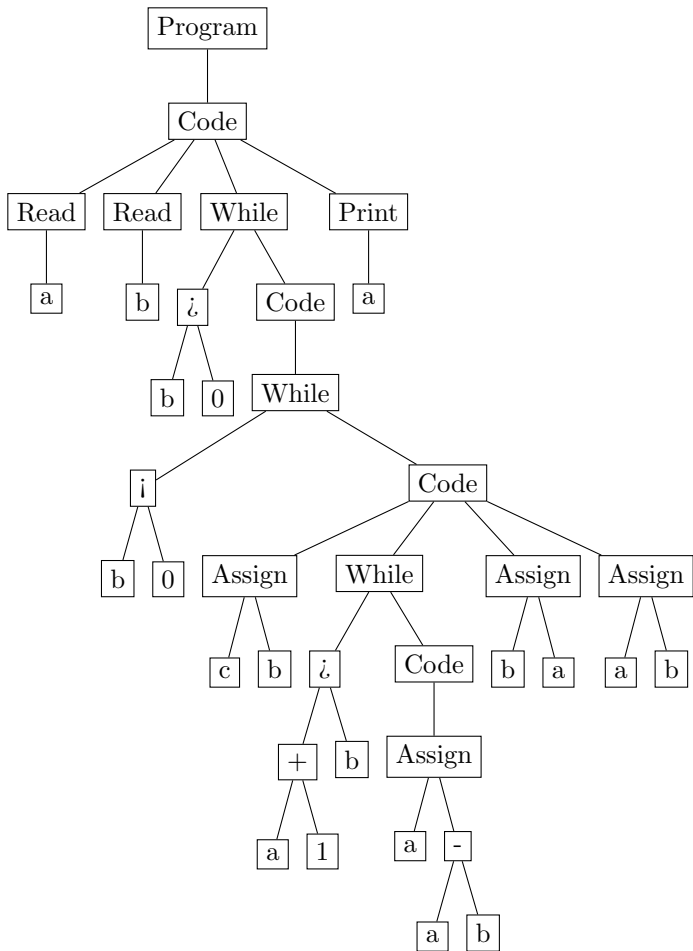 Program
Code
Read Read While Print
a b ¿ Code a
b 0 While
¡ Code
b 0 Assign While Assign Assign
c b ¿ Code b a a b
+ b Assign
a 1 a -
a b